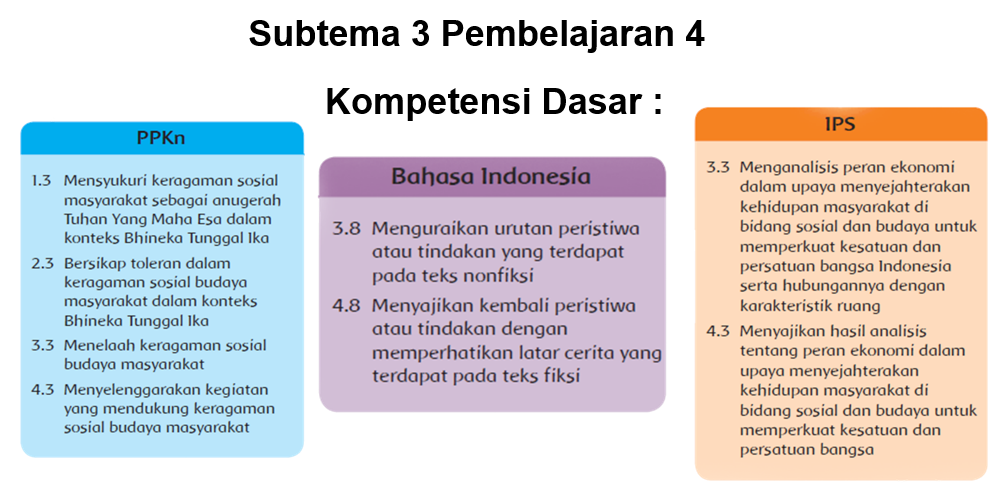 Subtema 3 Pembelajaran 4
Kompetensi Dasar :
PPKn
1.3 Mensyukuri keragaman sosial
masyarakat sebagai anugerah
Tuhan Yang Maha Esa dalam
konteks Bhineka Tunggal Ika
2.3 Bersikap toleran dalam
keragaman sosial budaya
masyarakat dalam konteks
Bhineka Tunggal Ika
3.3 Menelaah keragaman sosial
budaya masyarakat
4.3 Menyelenggarakan kegiatan
yang mendukung keragaman
sosial budaya masyarakat
Bahasa Indonesia
3.8 Menguraikan urutan peristiwa
atau tindakan yang terdapat
pada teks nonfiksi
4.8 Menyajikan kembali peristiwa
atau tindakan dengan
memperhatikan latar cerita yang
terdapat pada teks fiksi
IPS
3.3 Menganalisis peran ekonomi
dalam upaya menyejahterakan
kehidupan masyarakat di
bidang sosial dan budaya untuk
memperkuat kesatuan dan
persatuan bangsa Indonesia
serta hubungannya dengan
karakteristik ruang
4.3 Menyajikan hasil analisis
tentang peran ekonomi dalam
upaya menyejahterakan
kehidupan masyarakat di
bidang sosial dan budaya untuk
memperkuat kesatuan dan
persatuan bangsa